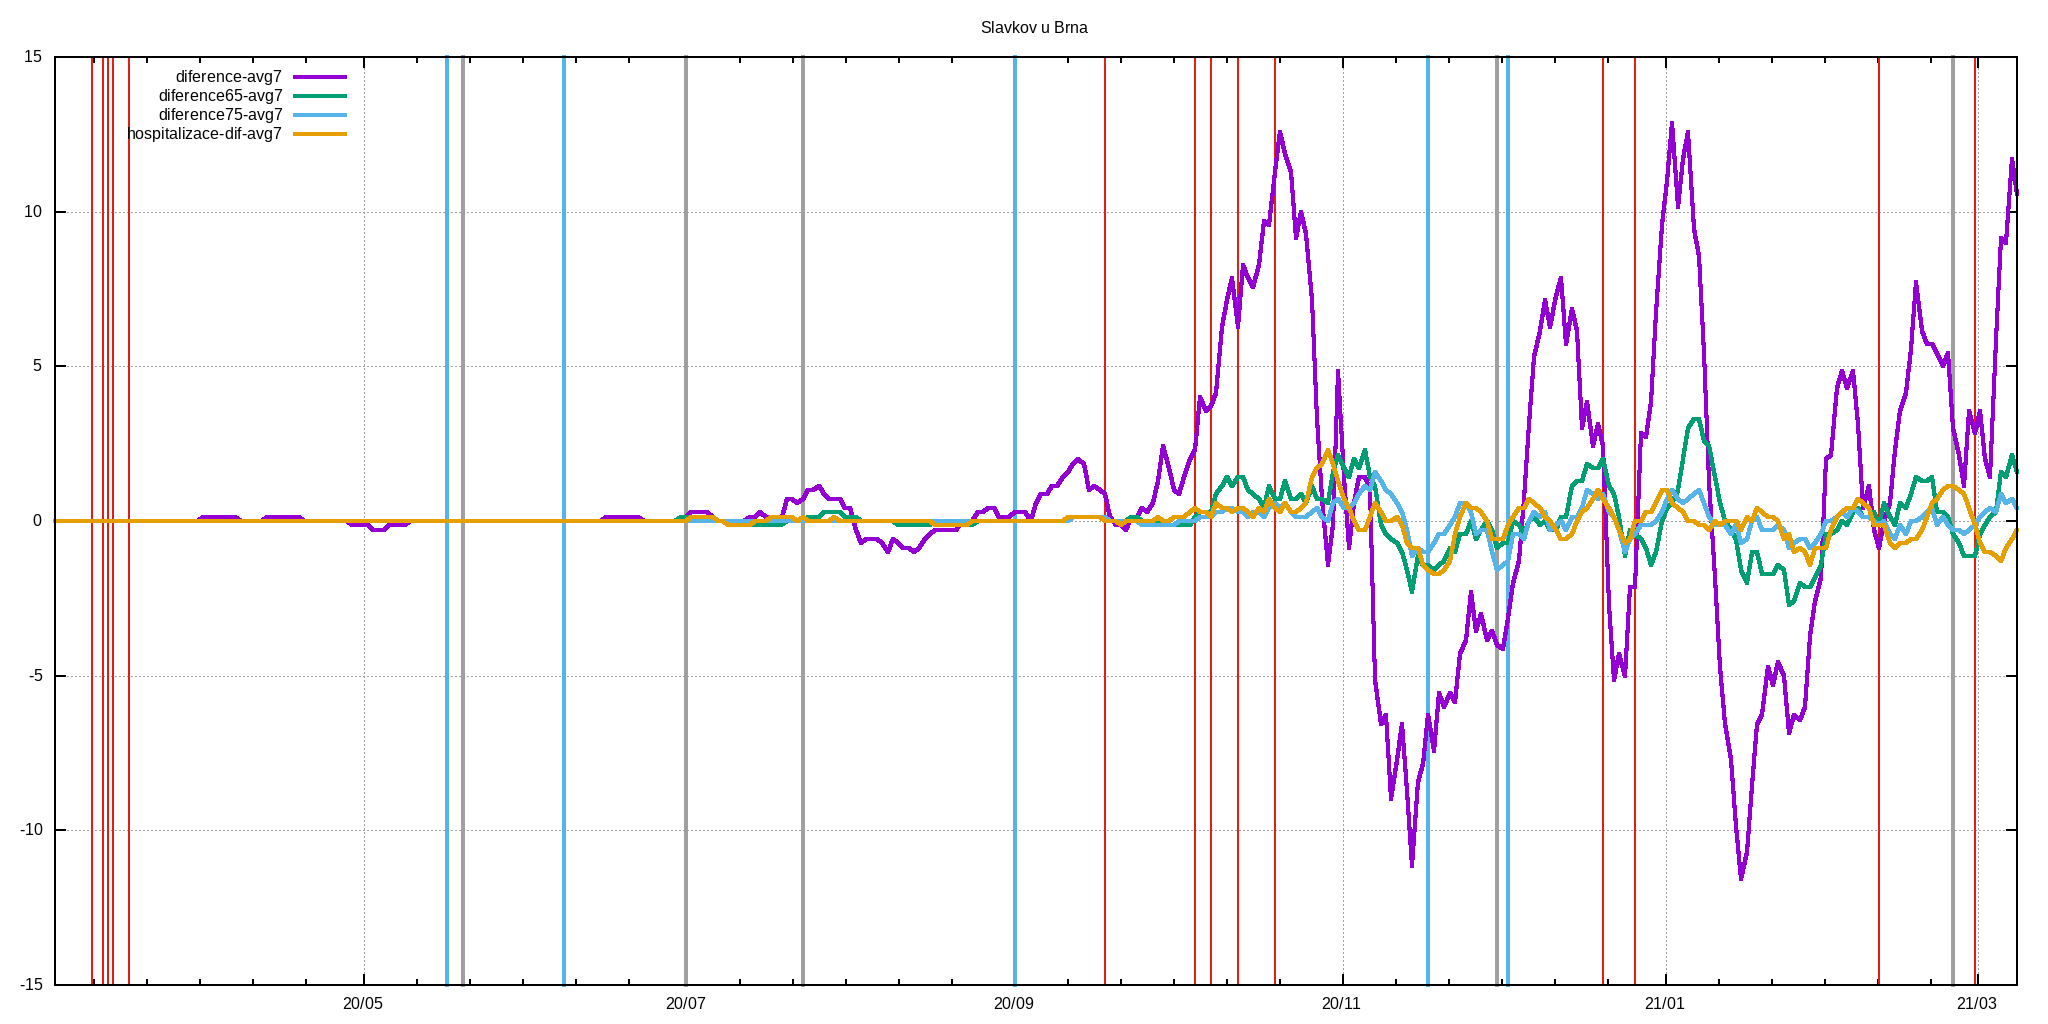 Slavkov u Brna
diference-avg7
diference65-avg7
diference75-avg7
hospitalizace-dif-avg7
15
10
5
0
-5
-10
-15
20/05 20/07 20/09 20/11 21/01 21/03